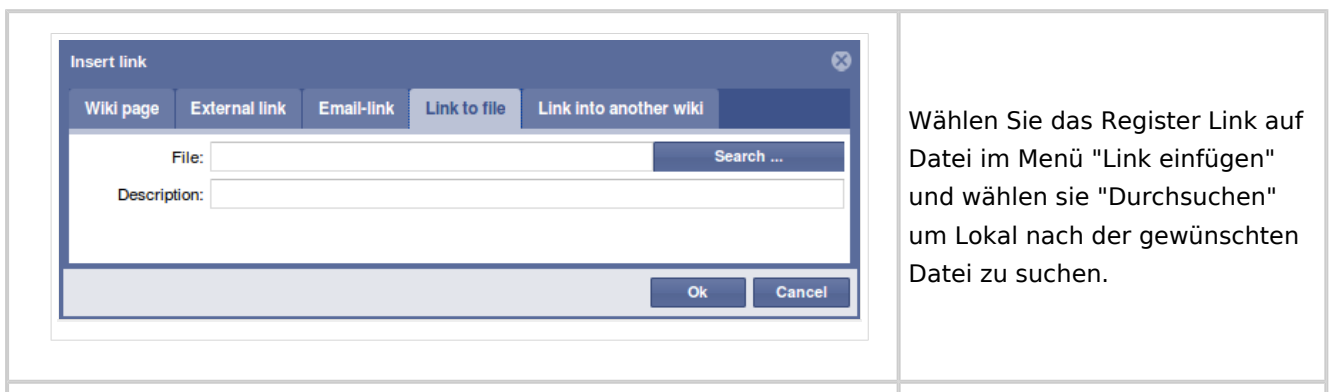 Insert link
Wiki page External link Email-link Link to file Link into another wiki
File: Search ...
Description:
Ok Cancel
Wählen Sie das Register Link auf
Datei im Menü "Link einfügen"
und wählen sie "Durchsuchen"
um Lokal nach der gewünschten
Datei zu suchen.